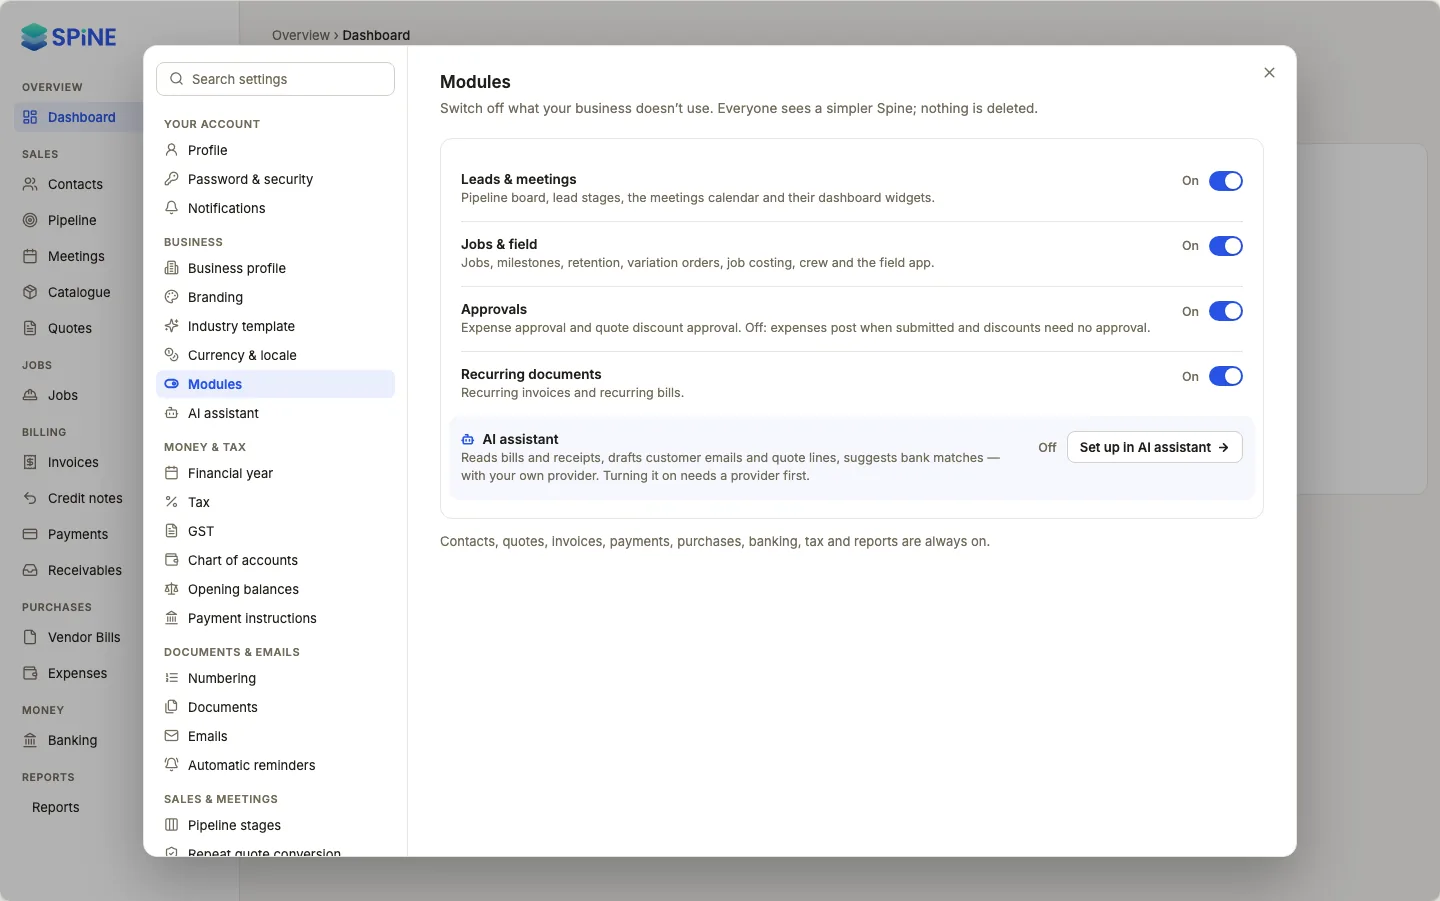 SPiNE
OVERVIEW
Dashboard
SALES
Contacts
Pipeline
Meetings
Catalogue
Quotes
JOBS
Jobs
BILLING
Invoices
Credit notes
Payments
Receivables
PURCHASES
Vendor Bills
Expenses
MONEY
Banking
REPORTS
Reports
Overview › Dashboard
Search settings
YOUR ACCOUNT
Profile
Password & security
Notifications
BUSINESS
Business profile
Branding
Industry template
Currency & locale
Modules
AI assistant
MONEY & TAX
Financial year
Tax
GST
Chart of accounts
Opening balances
Payment instructions
DOCUMENTS & EMAILS
Numbering
Documents
Emails
Automatic reminders
SALES & MEETINGS
Pipeline stages
Repeat quote conversion
Modules
Switch off what your business doesn’t use. Everyone sees a simpler Spine; nothing is deleted.
Leads & meetings
On
Pipeline board, lead stages, the meetings calendar and their dashboard widgets.
Jobs & field
On
Jobs, milestones, retention, variation orders, job costing, crew and the field app.
Approvals
On
Expense approval and quote discount approval. Off: expenses post when submitted and discounts need no approval.
Recurring documents
On
Recurring invoices and recurring bills.
AI assistant
Reads bills and receipts, drafts customer emails and quote lines, suggests bank matches —
with your own provider. Turning it on needs a provider first.
Off
Set up in AI assistant →
Contacts, quotes, invoices, payments, purchases, banking, tax and reports are always on.